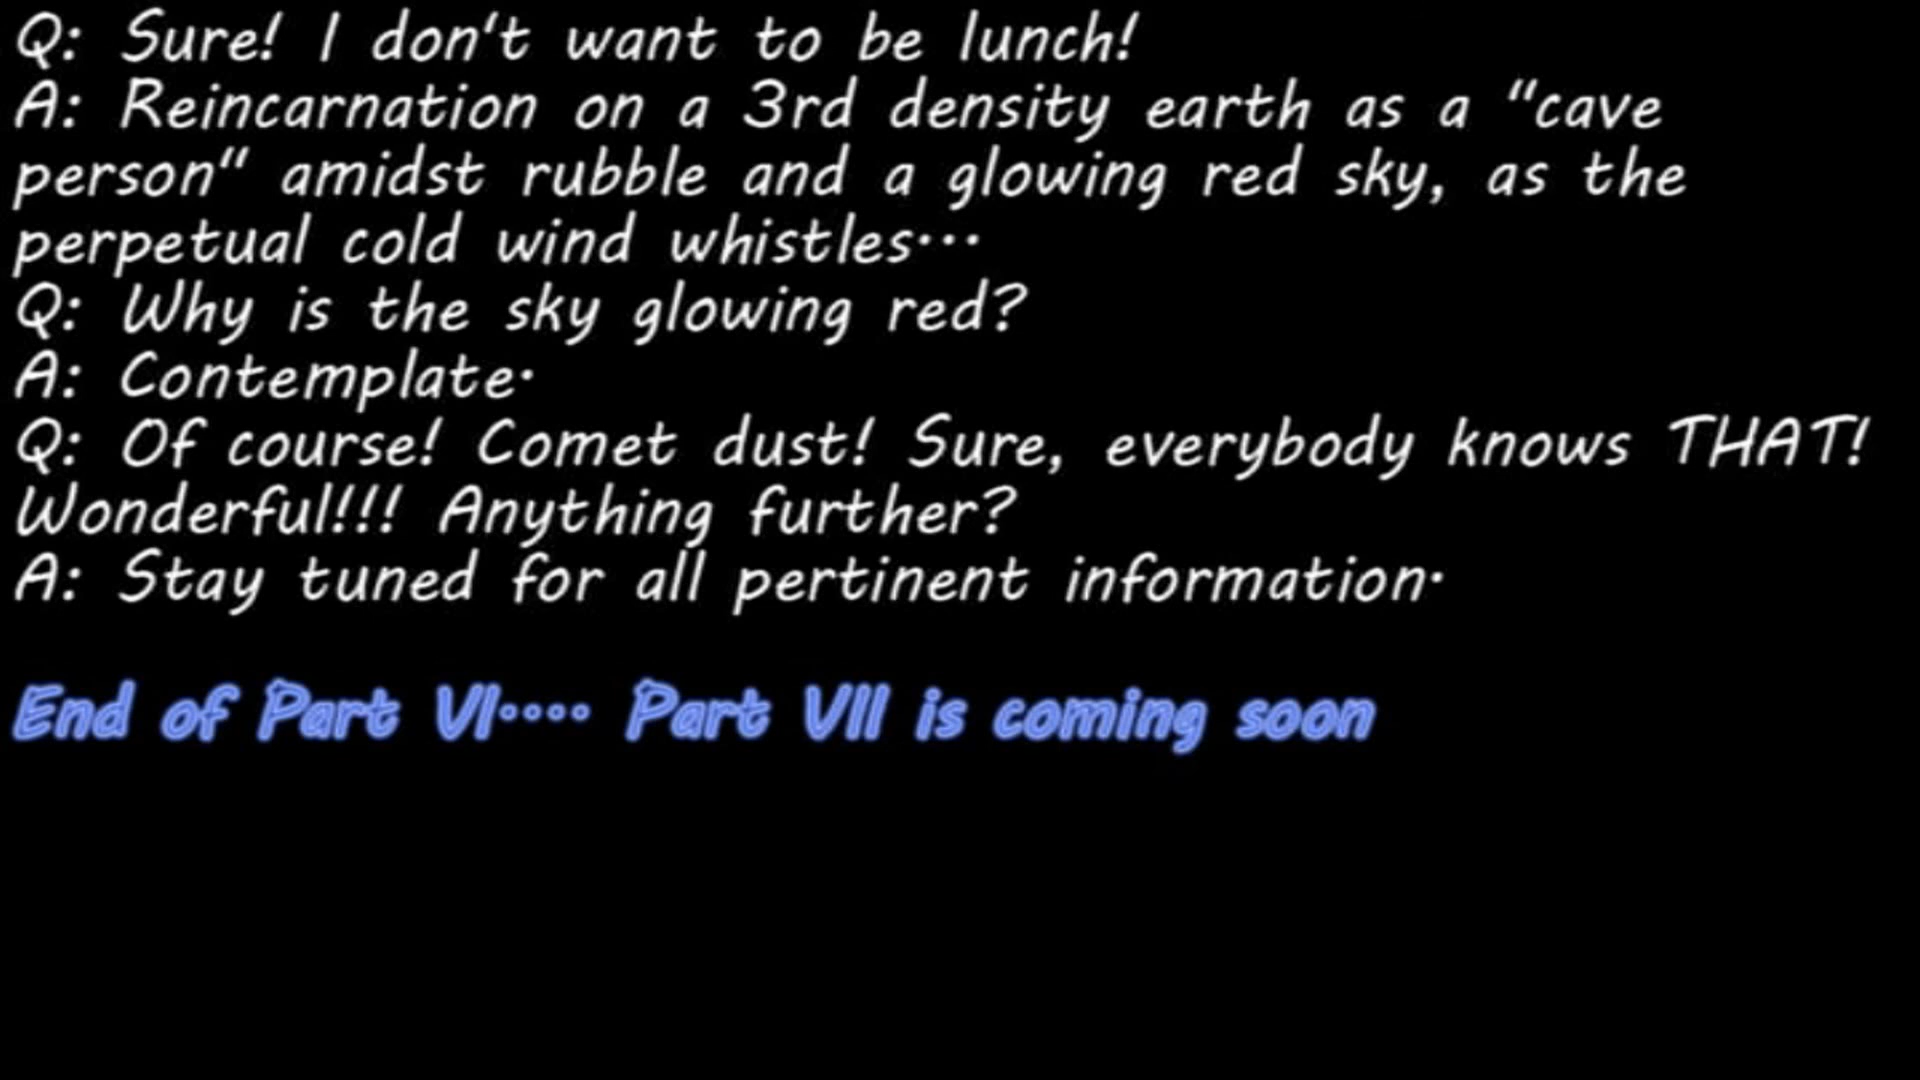 Q: Sure! I don't want to be lunch!
A: Reincarnation on a 3rd density earth as a "cave
person" amidst rubble and a glowing red sky, as the
perpetual cold wind whistles...
Q: Why is the sky glowing red?
A: Contemplate.
Q: Of course! Comet dust! Sure, everybody knows THAT!
Wonderful!!! Anything further?
A: Stay tuned for all pertinent information.
End of Part VI.... Part VII is coming soon